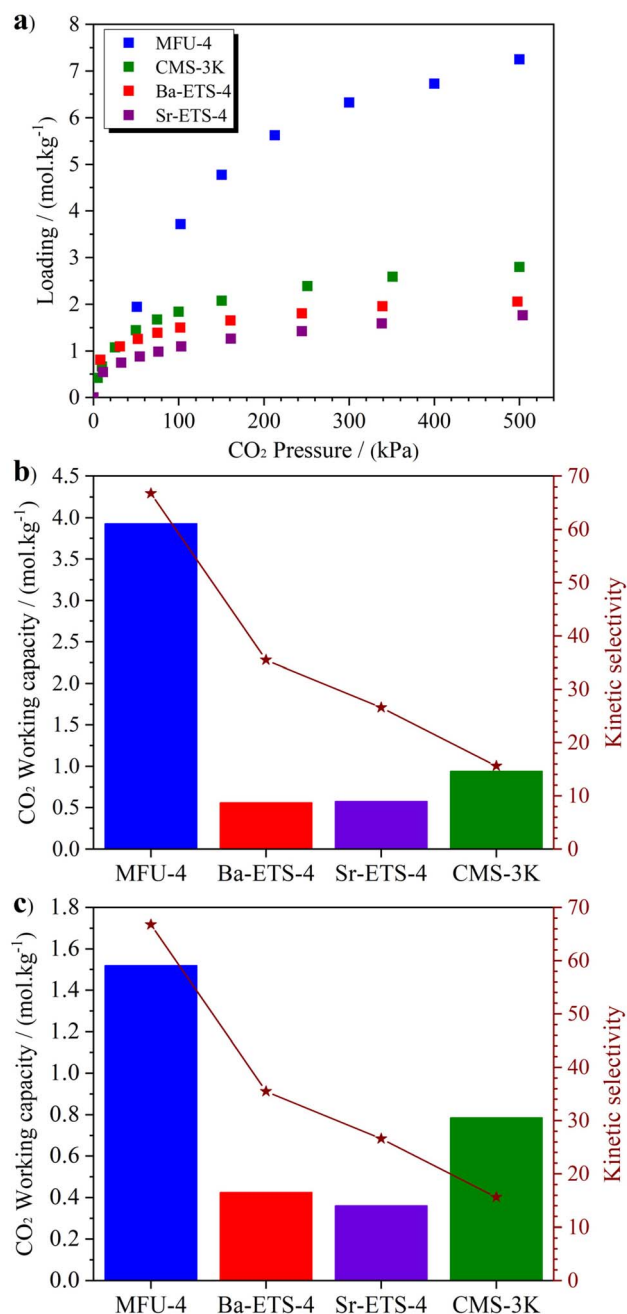 a)
MFU-4
CMS-3K
Ba-ETS-4
Sr-ETS-4
Loading / (mol.kg⁻¹)
8
7
6
5
4
3
2
1
0
0 100 200 300 400 500
CO₂ Pressure / (kPa)
b)
CO₂ Working capacity / (mol.kg⁻¹)
4.5
4.0
3.5
3.0
2.5
2.0
1.5
1.0
0.5
0.0
70
60
50
40
30
20
10
0
Kinetic selectivity
MFU-4 Ba-ETS-4 Sr-ETS-4 CMS-3K
c)
CO₂ Working capacity / (mol.kg⁻¹)
1.8
1.6
1.4
1.2
1.0
0.8
0.6
0.4
0.2
0.0
70
60
50
40
30
20
10
0
Kinetic selectivity
MFU-4 Ba-ETS-4 Sr-ETS-4 CMS-3K